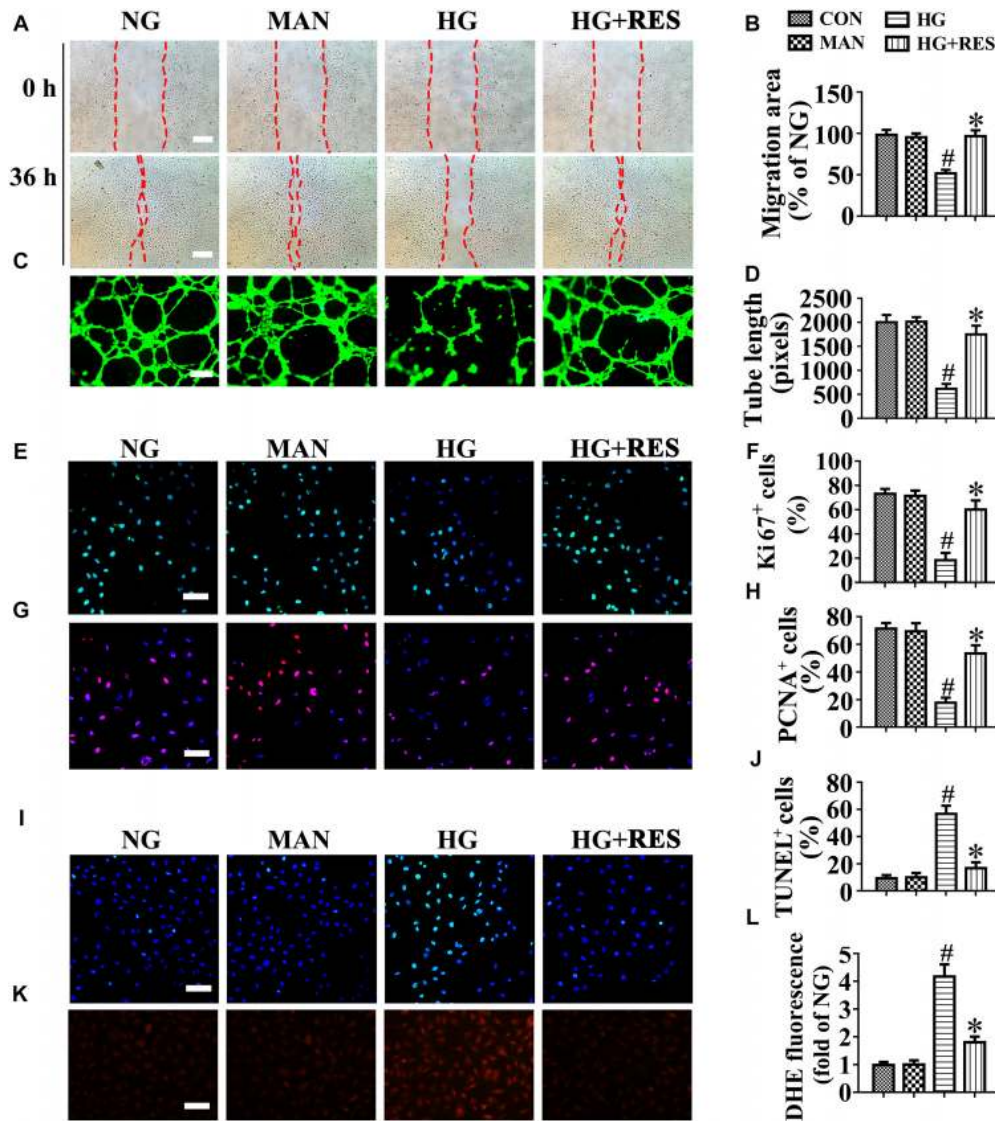 A
NG MAN HG HG+RES
0 h
36 h
C
E
NG MAN HG HG+RES
G
I
NG MAN HG HG+RES
K
B
CON HG
MAN HG+RES
Migration area
(% of NG)
150
100
50
0
# *
D
Tube length
(pixels)
2500
2000
1500
1000
500
0
# *
F
Ki67+ cells
(%)
100
80
60
40
20
0
# *
H
PCNA+ cells
(%)
80
60
40
20
0
# *
J
TUNEL+ cells
(%)
80
60
40
20
0
# *
L
DHE fluorescence
(fold of NG)
5
4
3
2
1
0
# *